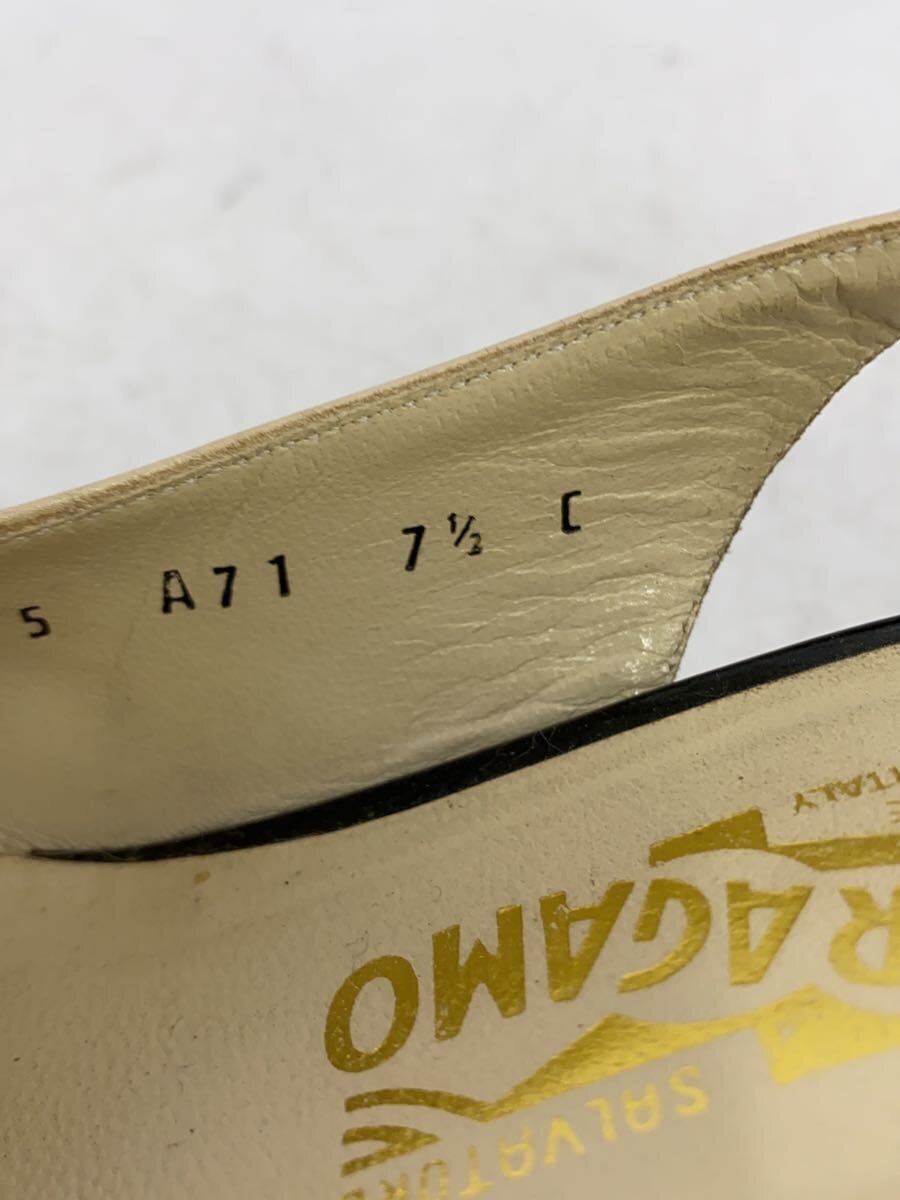 5 A71 7½ C
SALVATORE
RAGAMO
ITALY